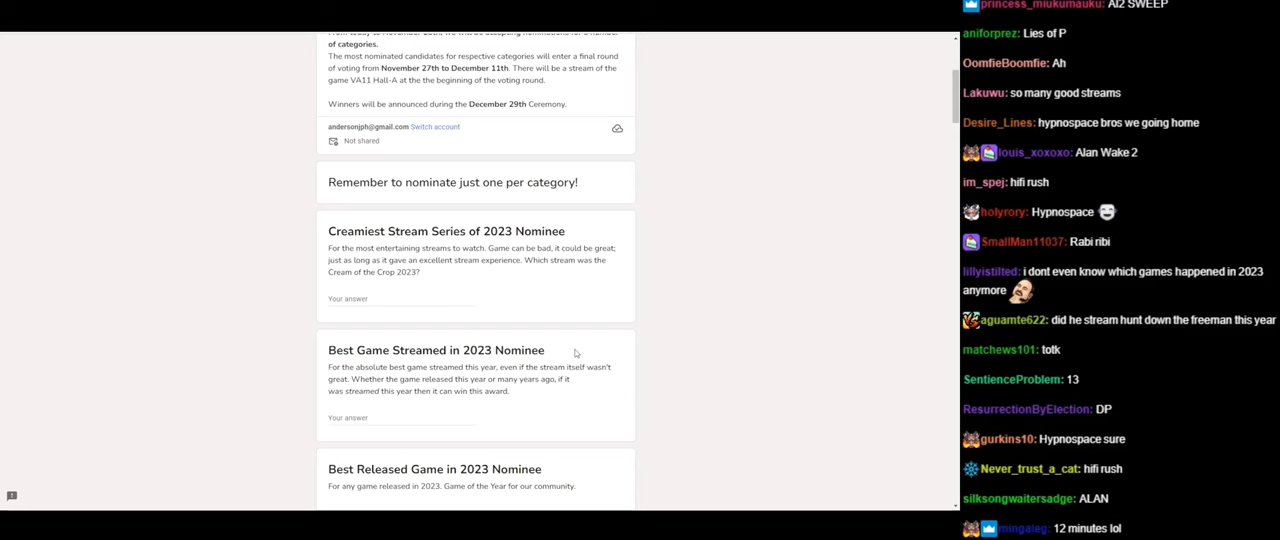 of categories.
The most nominated candidates for respective categories will enter a final round
of voting from November 27th to December 11th. There will be a stream of the
game VA11 Hall-A at the the beginning of the voting round.
Winners will be announced during the December 29th Ceremony.
andersonjph@gmail.com Switch account
Not shared
Remember to nominate just one per category!
Creamiest Stream Series of 2023 Nominee
For the most entertaining streams to watch. Game can be bad, it could be great;
just as long as it gave an excellent stream experience. Which stream was the
Cream of the Crop 2023?
Your answer
Best Game Streamed in 2023 Nominee
For the absolute best game streamed this year, even if the stream itself wasn't
great. Whether the game released this year or many years ago, if it
was streamed this year then it can win this award.
Your answer
Best Released Game in 2023 Nominee
For any game released in 2023. Game of the Year for our community.
princess_miukumauku: AI2 SWEEP
aniforprez: Lies of P
OomfieBoomfie: Ah
Lakuwu: so many good streams
Desire_Lines: hypnospace bros we going home
louis_xoxoxo: Alan Wake 2
im_spej: hifi rush
holyrory: Hypnospace
SmallMan11037: Rabi ribi
lillyistilted: i dont even know which games happened in 2023
anymore
aguamte622: did he stream hunt down the freeman this year
matchews101: totk
SentienceProblem: 13
ResurrectionByElection: DP
gurkins10: Hypnospace sure
Never_trust_a_cat: hifi rush
silksongwaitersadge: ALAN
mingaleg: 12 minutes lol